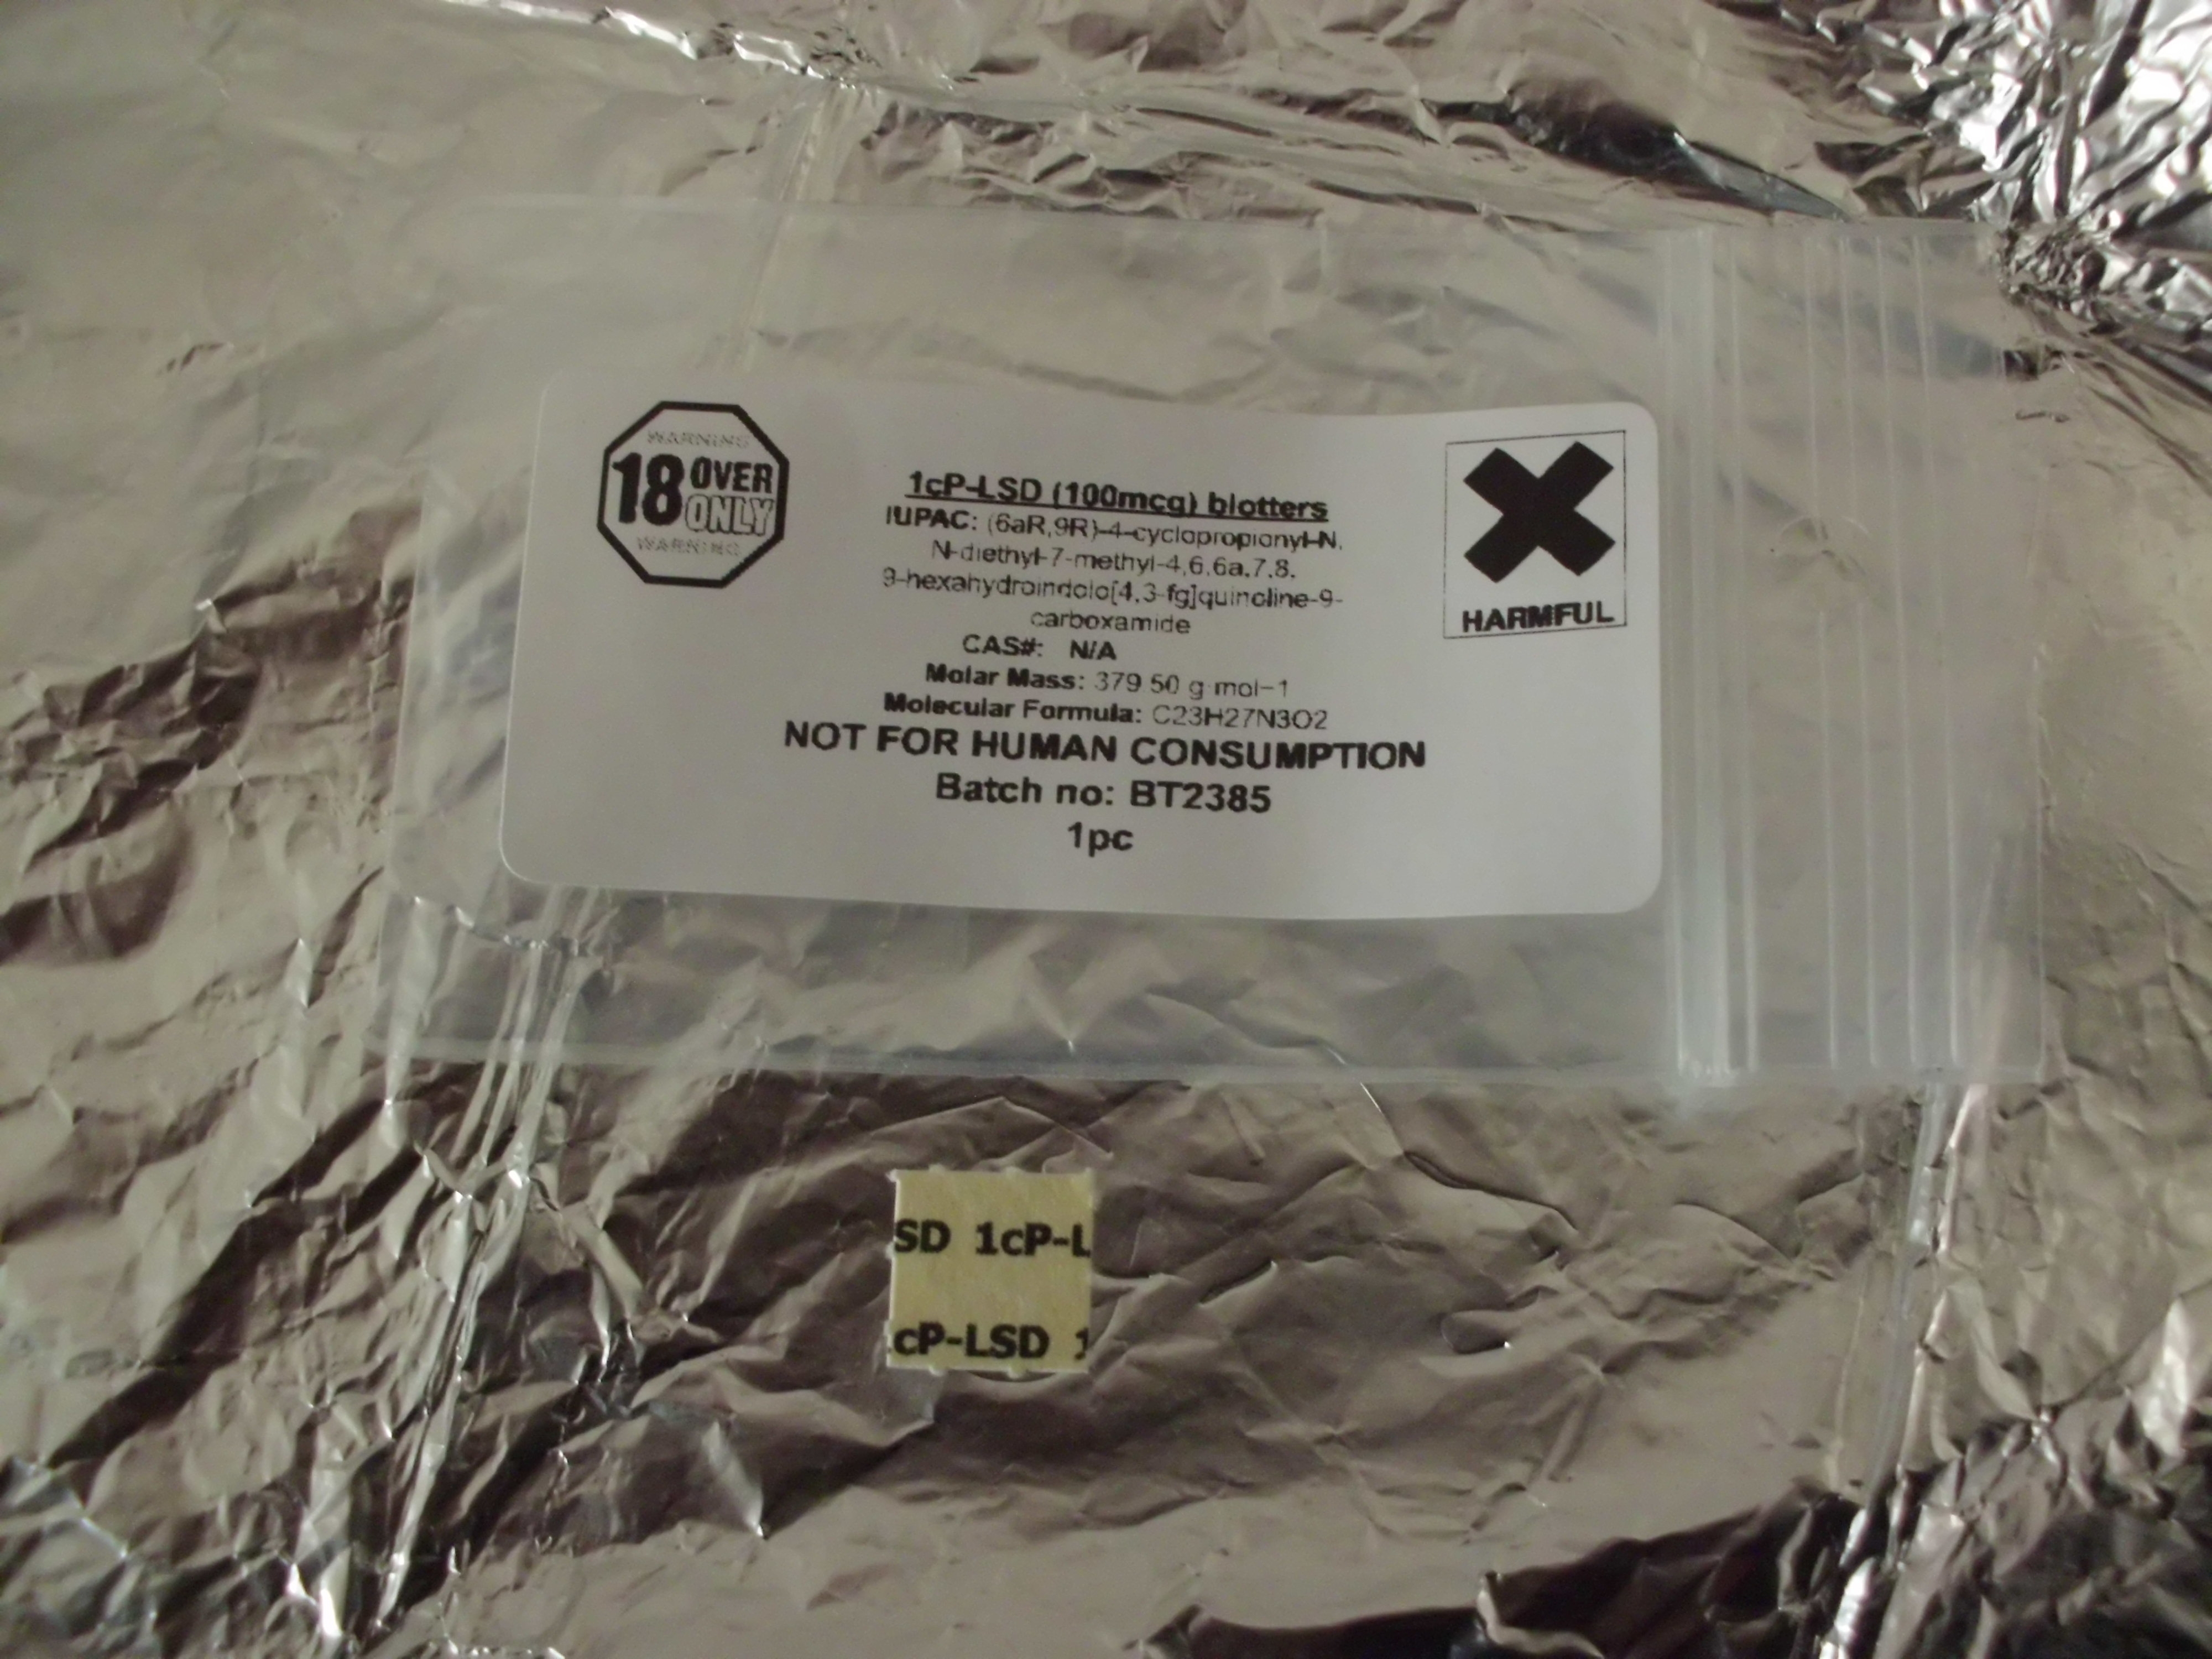 WARNING
18 OVER
ONLY
WARNING
1cP-LSD (100mcg) blotters
IUPAC: (6aR,9R)-4-cyclopropionyl-N,
N-diethyl-7-methyl-4,6,6a,7,8,
9-hexahydroindolo[4,3-fg]quinoline-9-
carboxamide
CAS#: N/A
Molar Mass: 379.50 g·mol−1
Molecular Formula: C23H27N3O2
NOT FOR HUMAN CONSUMPTION
Batch no: BT2385
1pc
HARMFUL
SD 1cP-L
cP-LSD 1